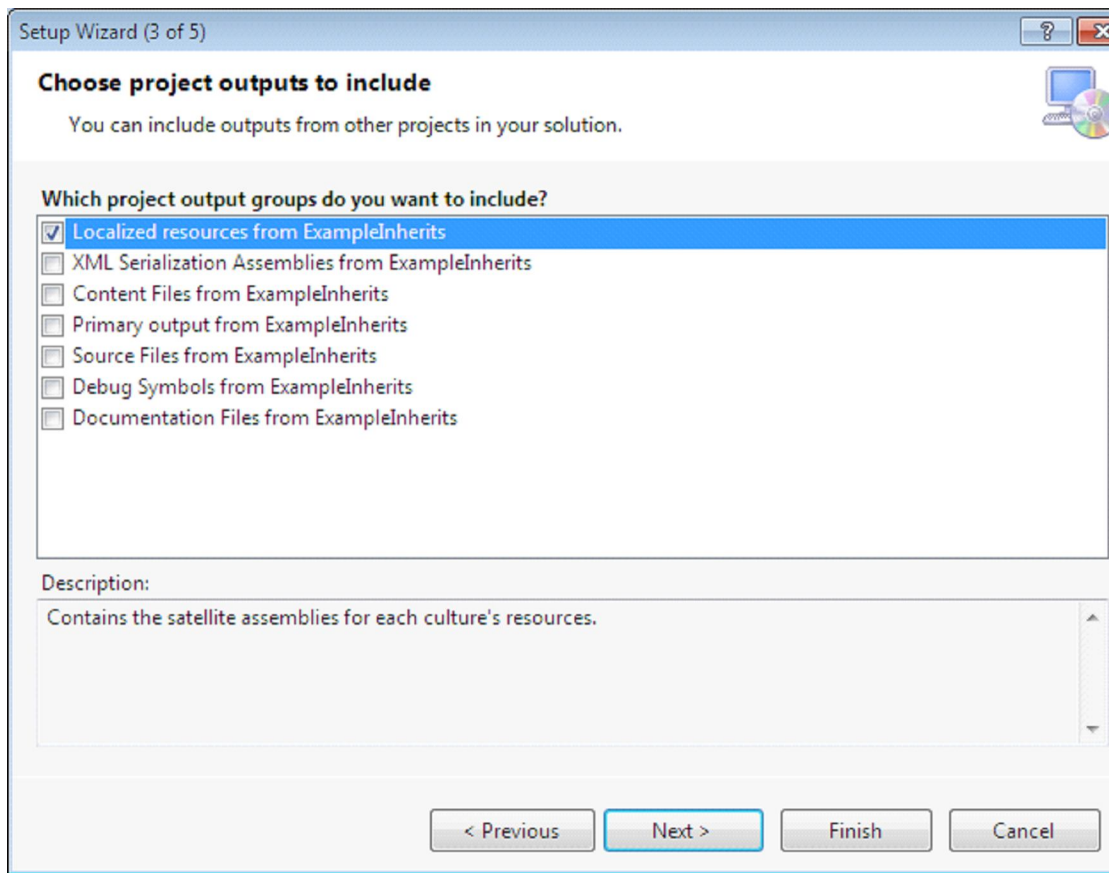 Setup Wizard (3 of 5)
?
Choose project outputs to include
You can include outputs from other projects in your solution.
Which project output groups do you want to include?
Localized resources from ExampleInherits
XML Serialization Assemblies from ExampleInherits
Content Files from ExampleInherits
Primary output from ExampleInherits
Source Files from ExampleInherits
Debug Symbols from ExampleInherits
Documentation Files from ExampleInherits
Description:
Contains the satellite assemblies for each culture's resources.
< Previous
Next >
Finish
Cancel